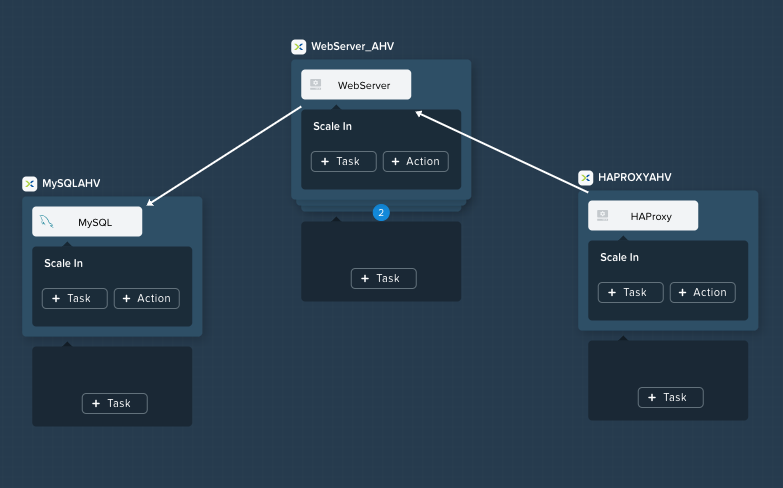 WebServer_AHV
WebServer
Scale In
+ Task
+ Action
2
+ Task
MySQLAHV
MySQL
Scale In
+ Task
+ Action
+ Task
HAPROXYAHV
HAProxy
Scale In
+ Task
+ Action
+ Task